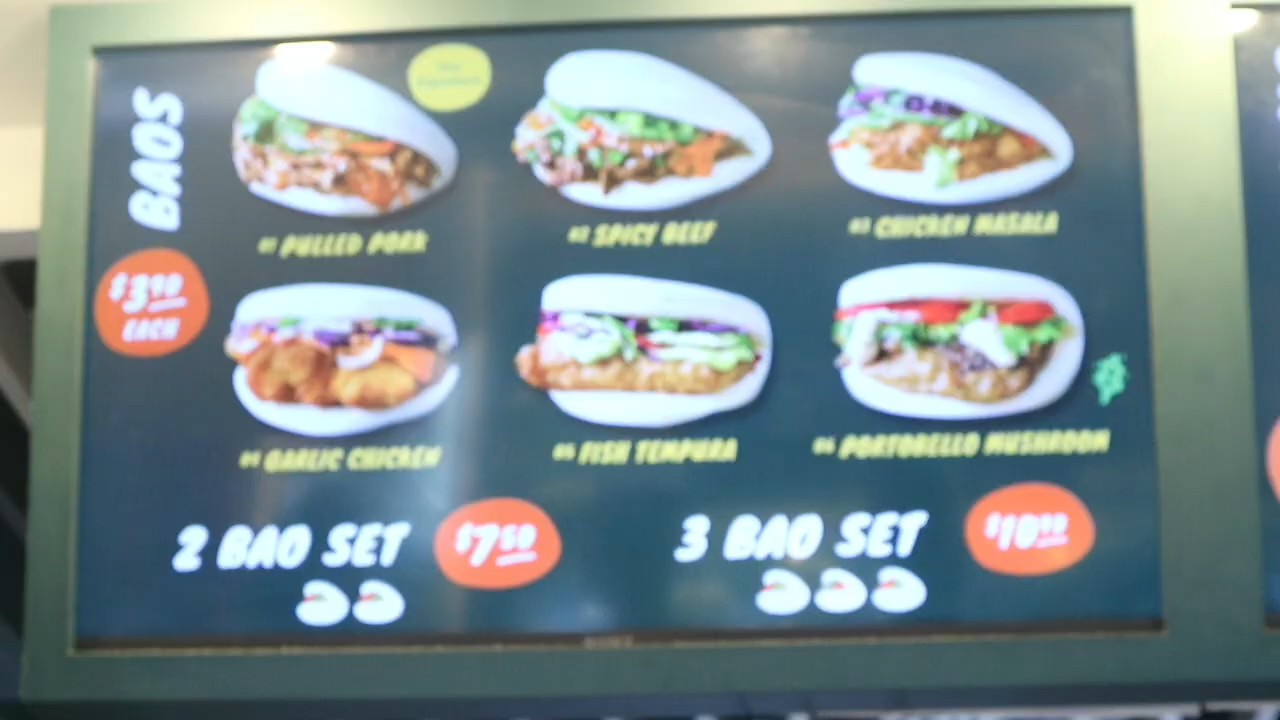 BAOS
$3.90
EACH
#1 PULLED PORK
#2 SPICY BEEF
#3 CHICKEN MASALA
#4 GARLIC CHICKEN
#5 FISH TEMPURA
#6 PORTOBELLO MUSHROOM
2 BAO SET $7.50
3 BAO SET $10.90